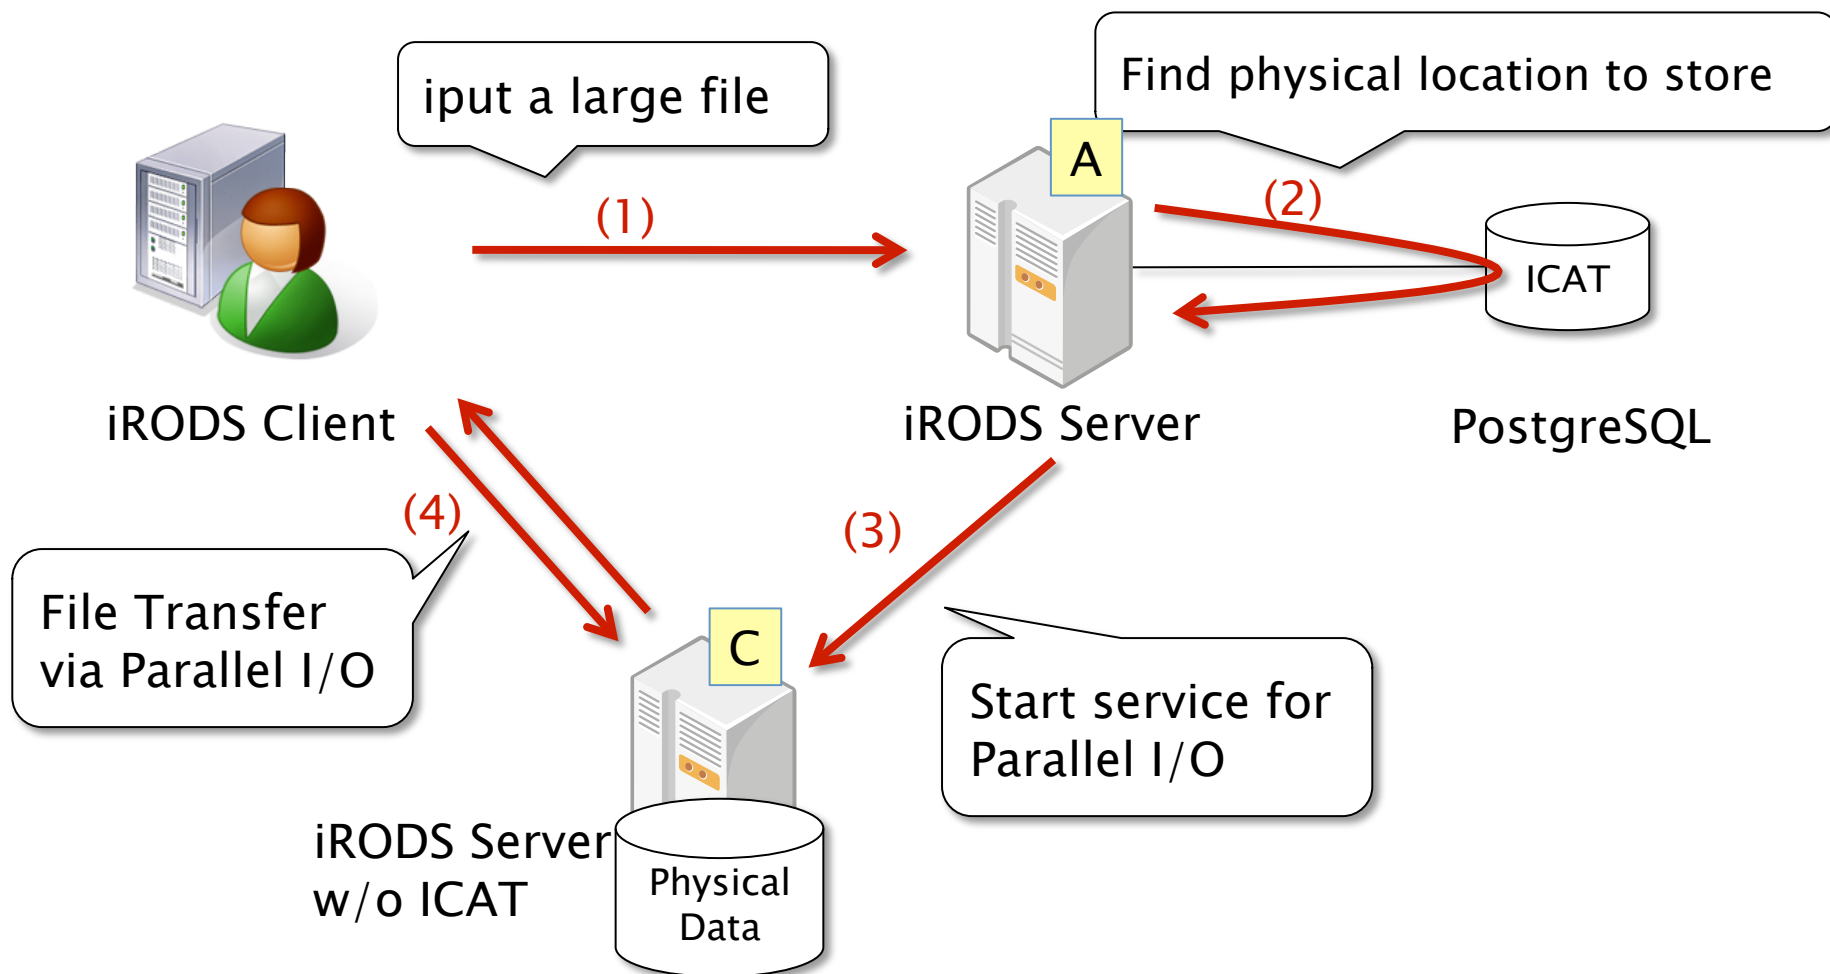 iput a large file
Find physical location to store
A
(1)
(2)
ICAT
iRODS Client
iRODS Server
PostgreSQL
(4)
(3)
File Transfer
via Parallel I/O
C
Start service for
Parallel I/O
iRODS Server
w/o ICAT
Physical
Data